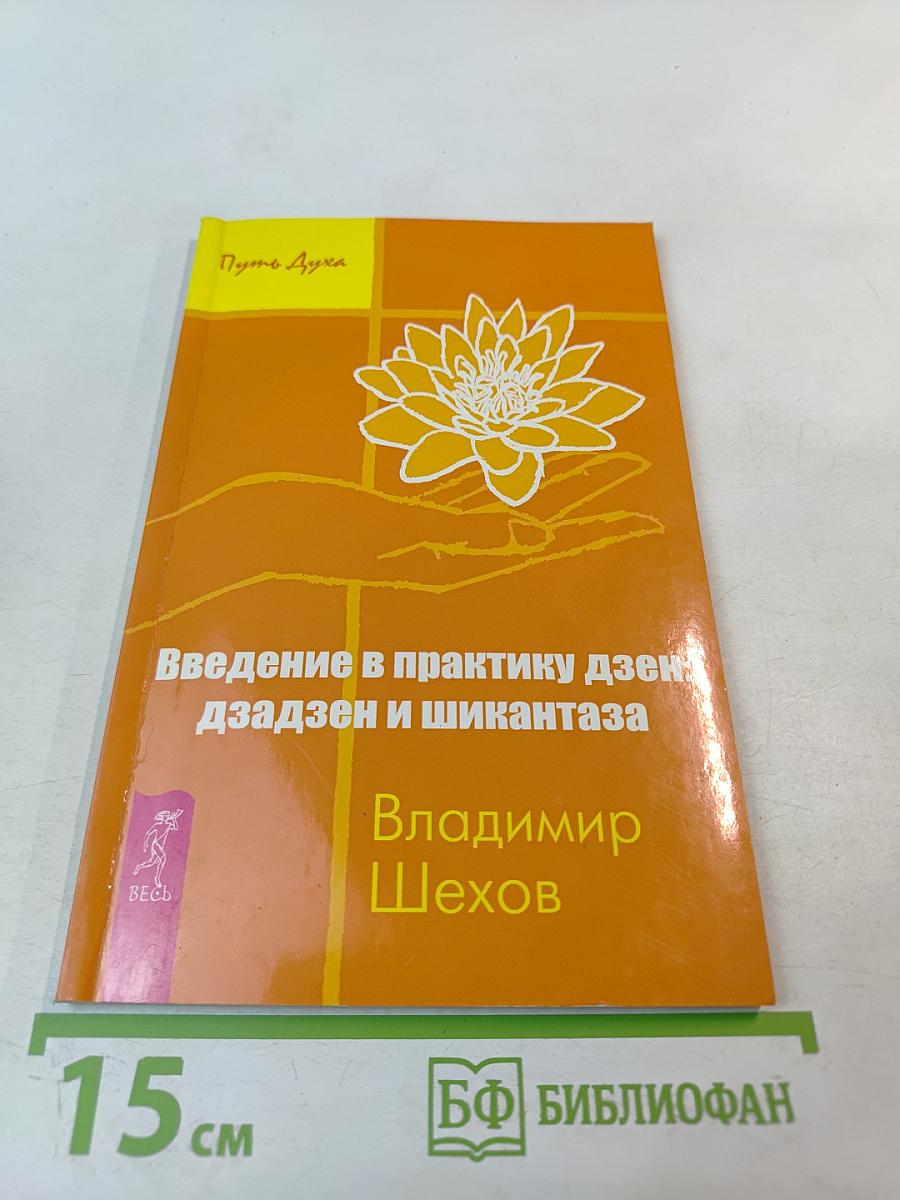 Путь Духа
Введение в практику дзен:
дзадзен и шикантаза
Владимир
Шехов
ВЕСЬ
15 см
БФ БИБЛИОФАН